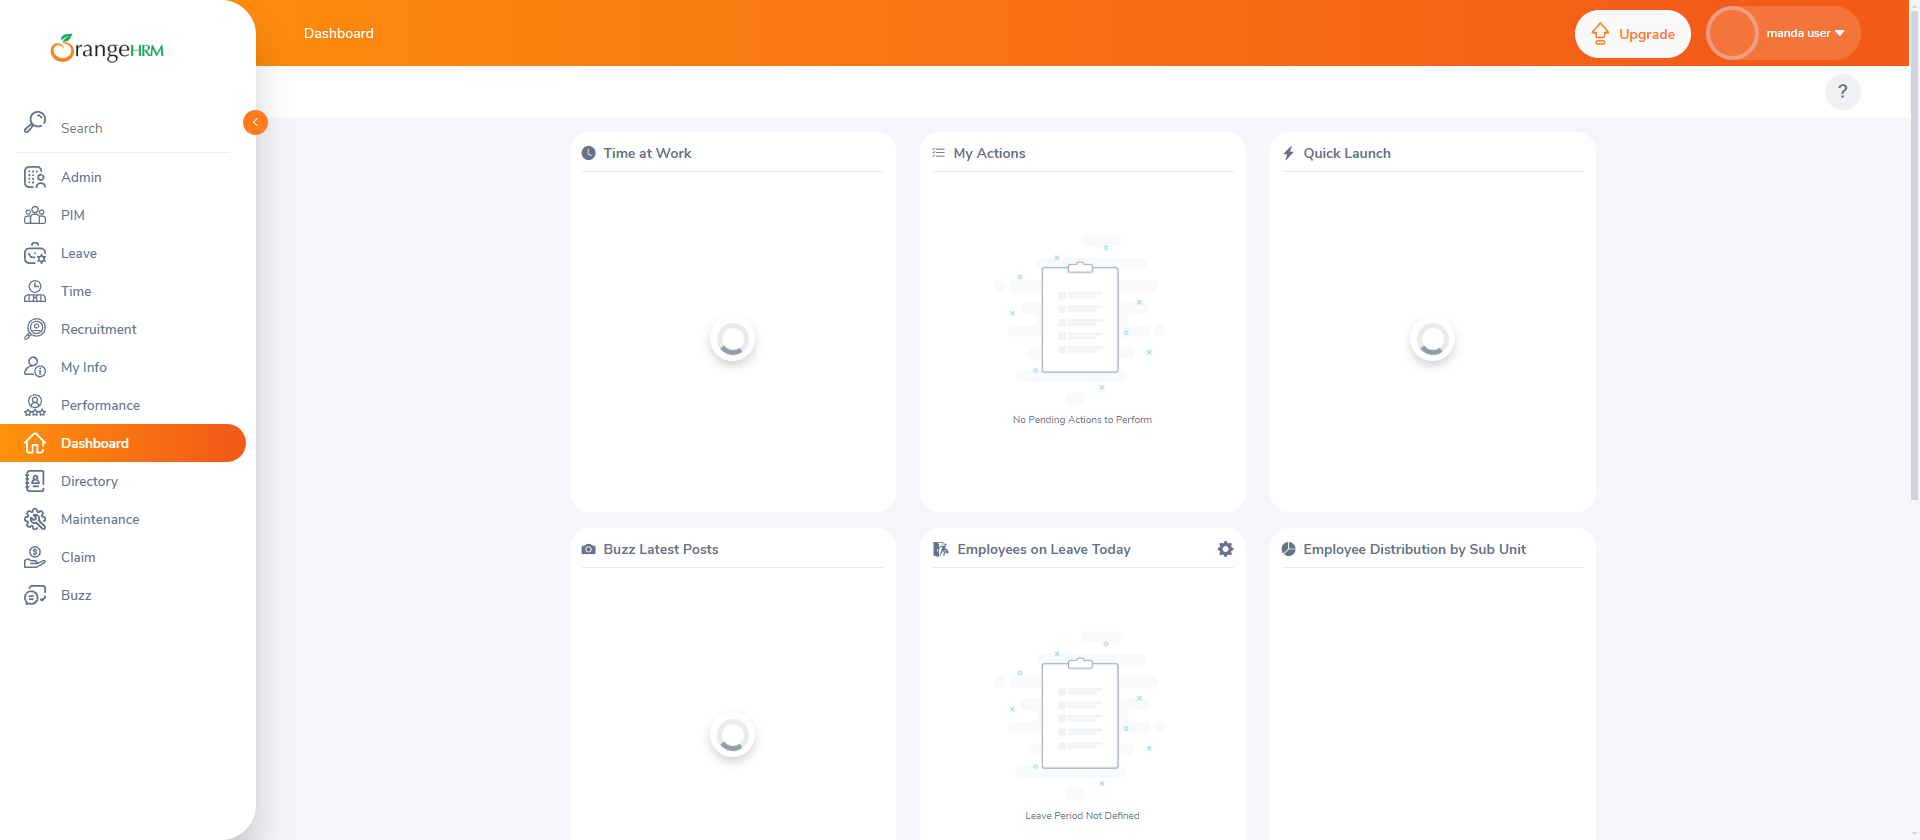 OrangeHRM
Search
Admin
PIM
Leave
Time
Recruitment
My Info
Performance
Dashboard
Directory
Maintenance
Claim
Buzz
Dashboard
Upgrade
manda user
?
Time at Work
My Actions
No Pending Actions to Perform
Quick Launch
Buzz Latest Posts
Employees on Leave Today
Leave Period Not Defined
Employee Distribution by Sub Unit